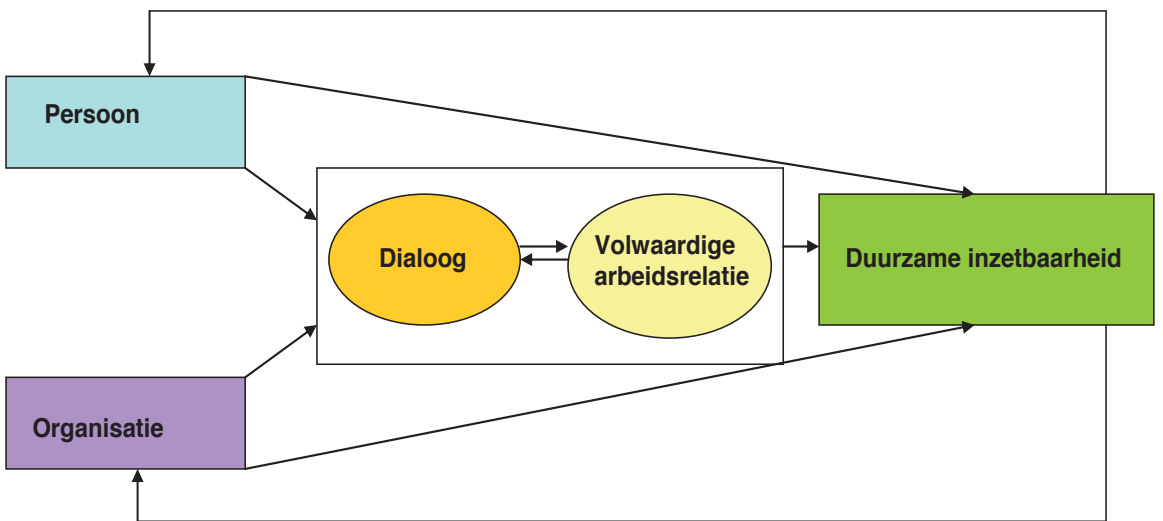 Persoon
Dialoog
Volwaardige
arbeidsrelatie
Duurzame inzetbaarheid
Organisatie